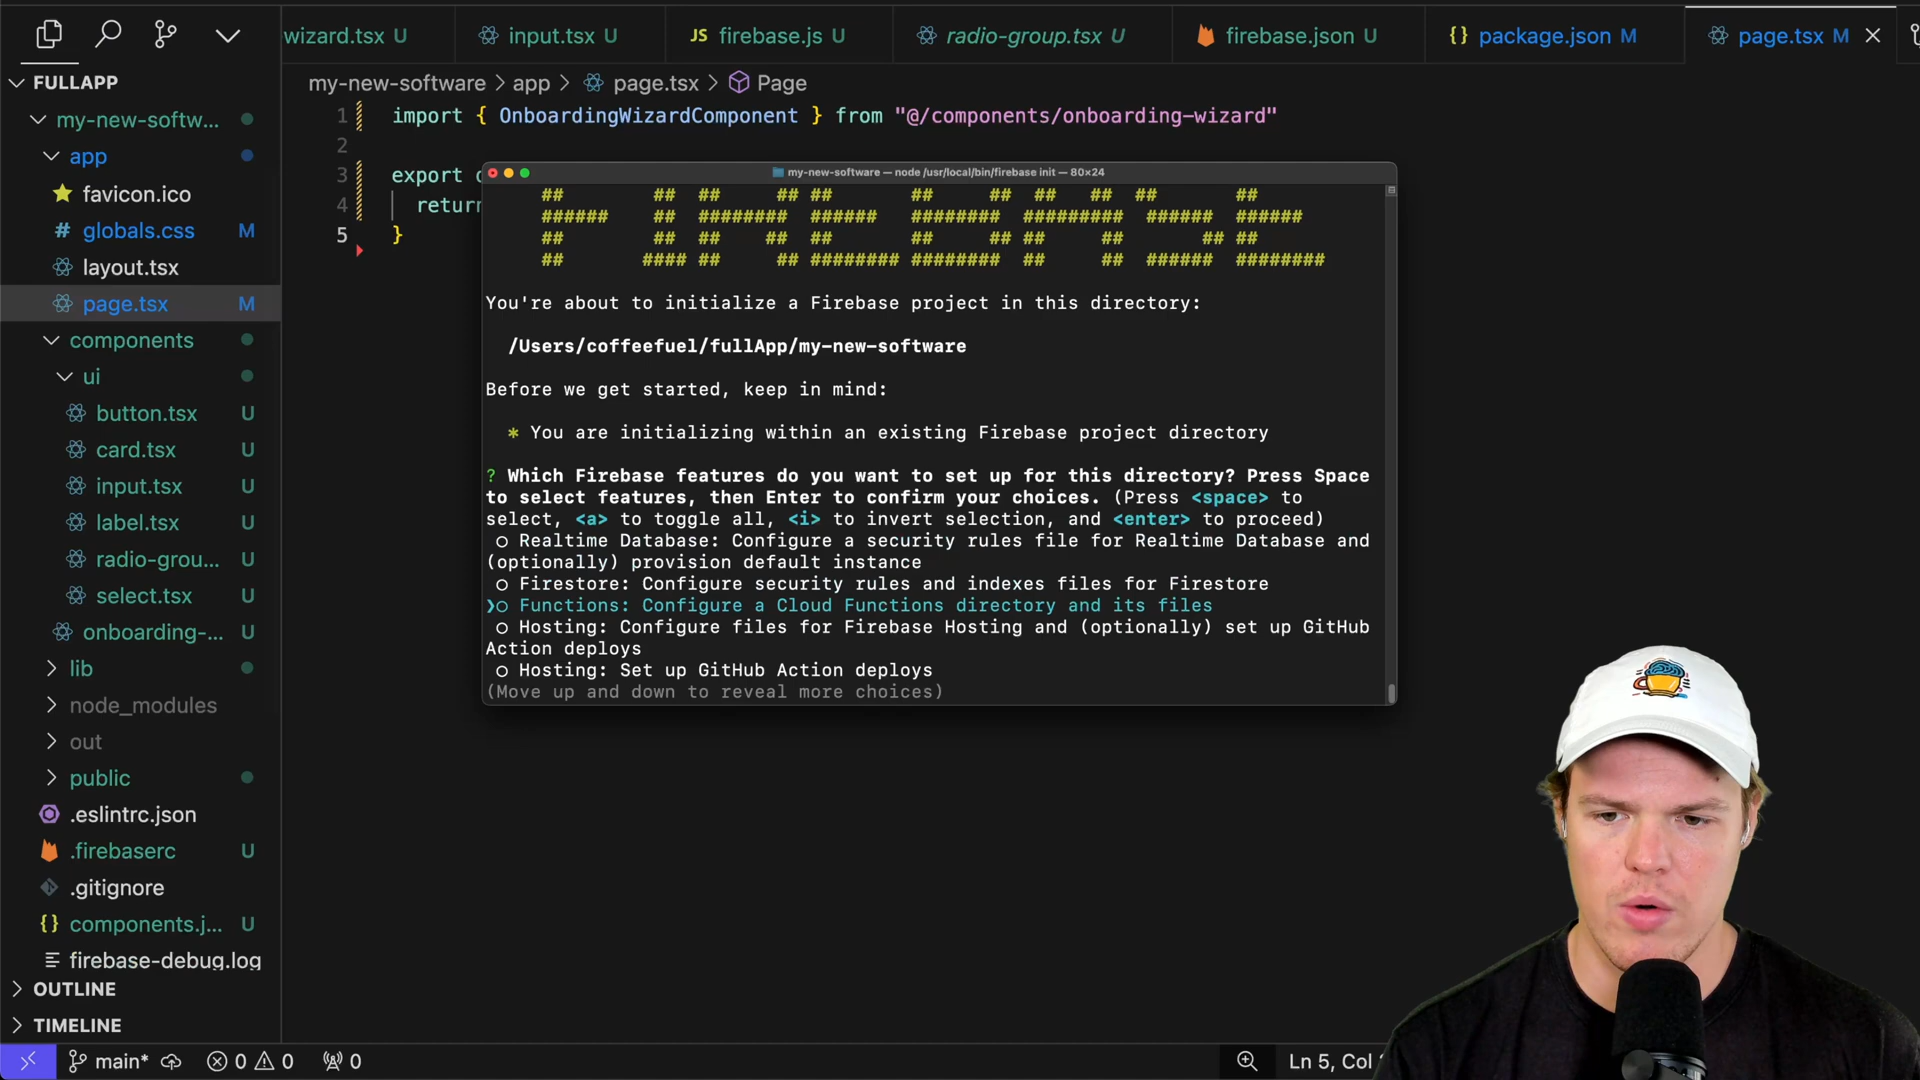 wizard.tsx U
input.tsx U
JS firebase.js U
radio-group.tsx U
firebase.json U
{} package.json M
page.tsx M
FULLAPP
my-new-softw...
app
favicon.ico
# globals.css M
layout.tsx
page.tsx M
components
ui
button.tsx U
card.tsx U
input.tsx U
label.tsx U
radio-grou... U
select.tsx U
onboarding-... U
lib
node_modules
out
public
.eslintrc.json
.firebaserc U
.gitignore
{} components.j... U
firebase-debug.log
OUTLINE
TIMELINE
my-new-software > app > page.tsx > Page
1 import { OnboardingWizardComponent } from "@/components/onboarding-wizard"
2
3 export
4 return
5 }
my-new-software — node /usr/local/bin/firebase init — 80×24
##         ## ##     ## ##       ##     ##  ##   ##  ##       ##
######     ## ########  ######   ########  #########  ######  ######
##         ## ##    ##  ##       ##     ## ##     ##       ## ##
##        #### ##     ## ######## ########  ##     ##  ######  ########
You're about to initialize a Firebase project in this directory:
/Users/coffeefuel/fullApp/my-new-software
Before we get started, keep in mind:
* You are initializing within an existing Firebase project directory
? Which Firebase features do you want to set up for this directory? Press Space
to select features, then Enter to confirm your choices. (Press <space> to
select, <a> to toggle all, <i> to invert selection, and <enter> to proceed)
◯ Realtime Database: Configure a security rules file for Realtime Database and
(optionally) provision default instance
◯ Firestore: Configure security rules and indexes files for Firestore
❯◯ Functions: Configure a Cloud Functions directory and its files
◯ Hosting: Configure files for Firebase Hosting and (optionally) set up GitHub
Action deploys
◯ Hosting: Set up GitHub Action deploys
(Move up and down to reveal more choices)
main* 0 0 0
Ln 5, Col